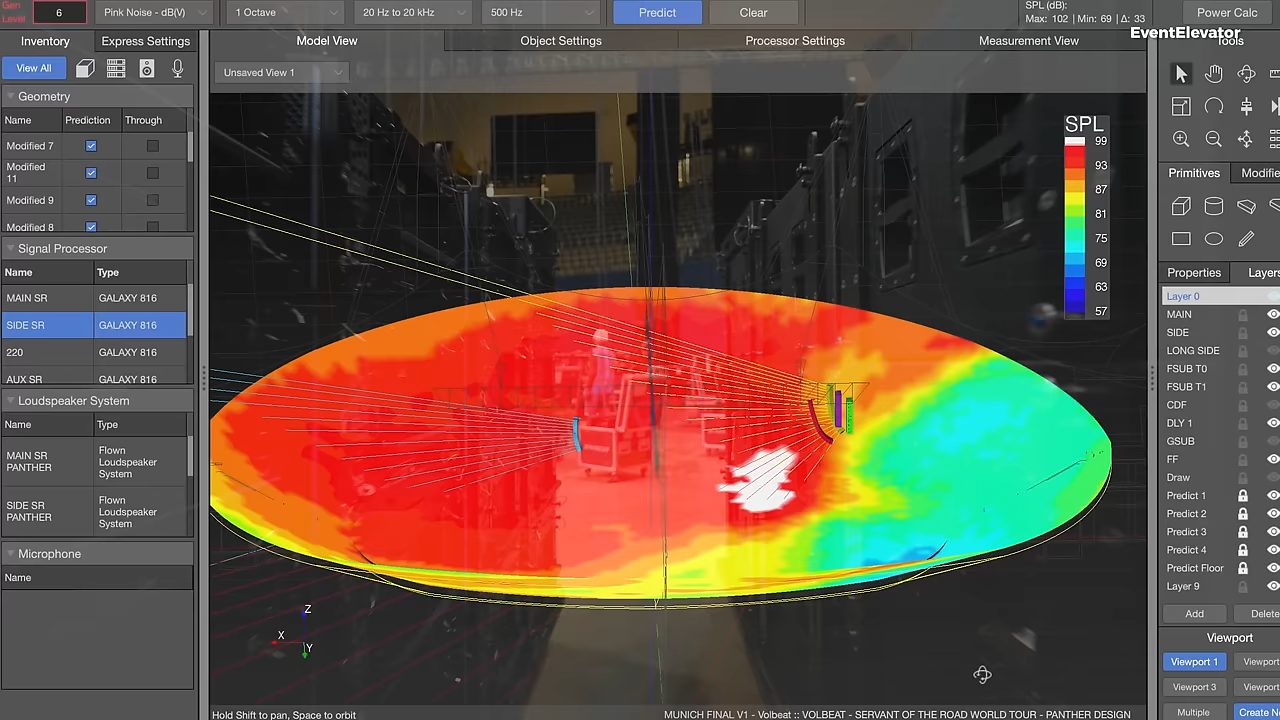 Gen
Level
6
Pink Noise - dB(V)
1 Octave
20 Hz to 20 kHz
500 Hz
Predict
Clear
SPL (dB):
Max: 102 | Min: 69 | Δ: 33
Power Calc
EventElevator
Inventory
Express Settings
Model View
Object Settings
Processor Settings
Measurement View
Tools
View All
Unsaved View 1
Geometry
Name Prediction Through
Modified 7
Modified
11
Modified 9
Modified 8
Signal Processor
Name Type
MAIN SR GALAXY 816
SIDE SR GALAXY 816
220 GALAXY 816
AUX SR GALAXY 816
Loudspeaker System
Name Type
MAIN SR
PANTHER
Flown
Loudspeaker
System
SIDE SR
PANTHER
Flown
Loudspeaker
System
Microphone
Name
SPL
99
93
87
81
75
69
63
57
Z
X
Y
Primitives
Modifie
Properties
Layers
Layer 0
MAIN
SIDE
LONG SIDE
FSUB T0
FSUB T1
CDF
DLY 1
GSUB
FF
Draw
Predict 1
Predict 2
Predict 3
Predict 4
Predict Floor
Layer 9
Add
Delete
Viewport
Viewport 1
Viewport
Viewport 3
Viewport
Multiple
Create N
Hold Shift to pan, Space to orbit
MUNICH FINAL V1 - Volbeat :: VOLBEAT - SERVANT OF THE ROAD WORLD TOUR - PANTHER DESIGN